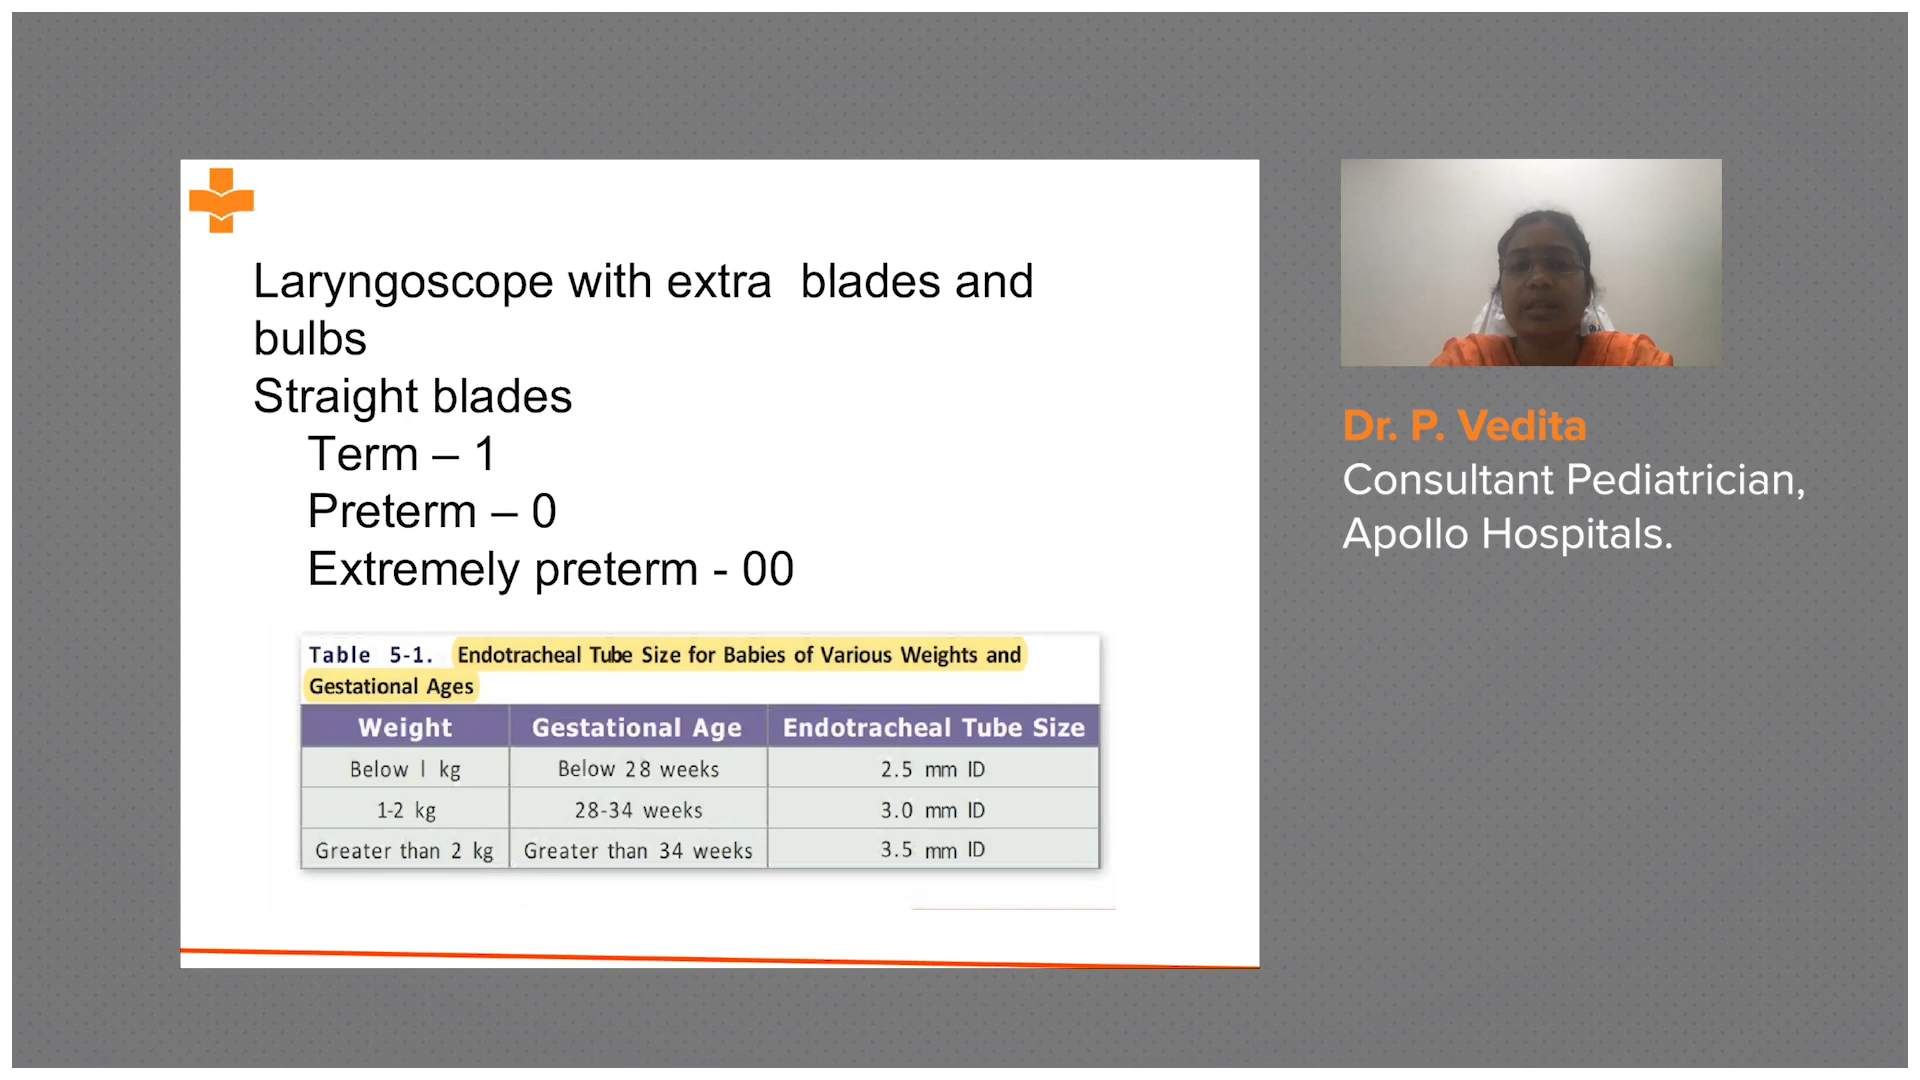 Laryngoscope with extra  blades and
bulbs
Straight blades
Term – 1
Preterm – 0
Extremely preterm - 00
Table 5-1. Endotracheal Tube Size for Babies of Various Weights and
Gestational Ages
Weight Gestational Age Endotracheal Tube Size
Below l kg Below 28 weeks 2.5 mm ID
1-2 kg 28-34 weeks 3.0 mm ID
Greater than 2 kg Greater than 34 weeks 3.5 mm ID
Dr. P. Vedita
Consultant Pediatrician,
Apollo Hospitals.